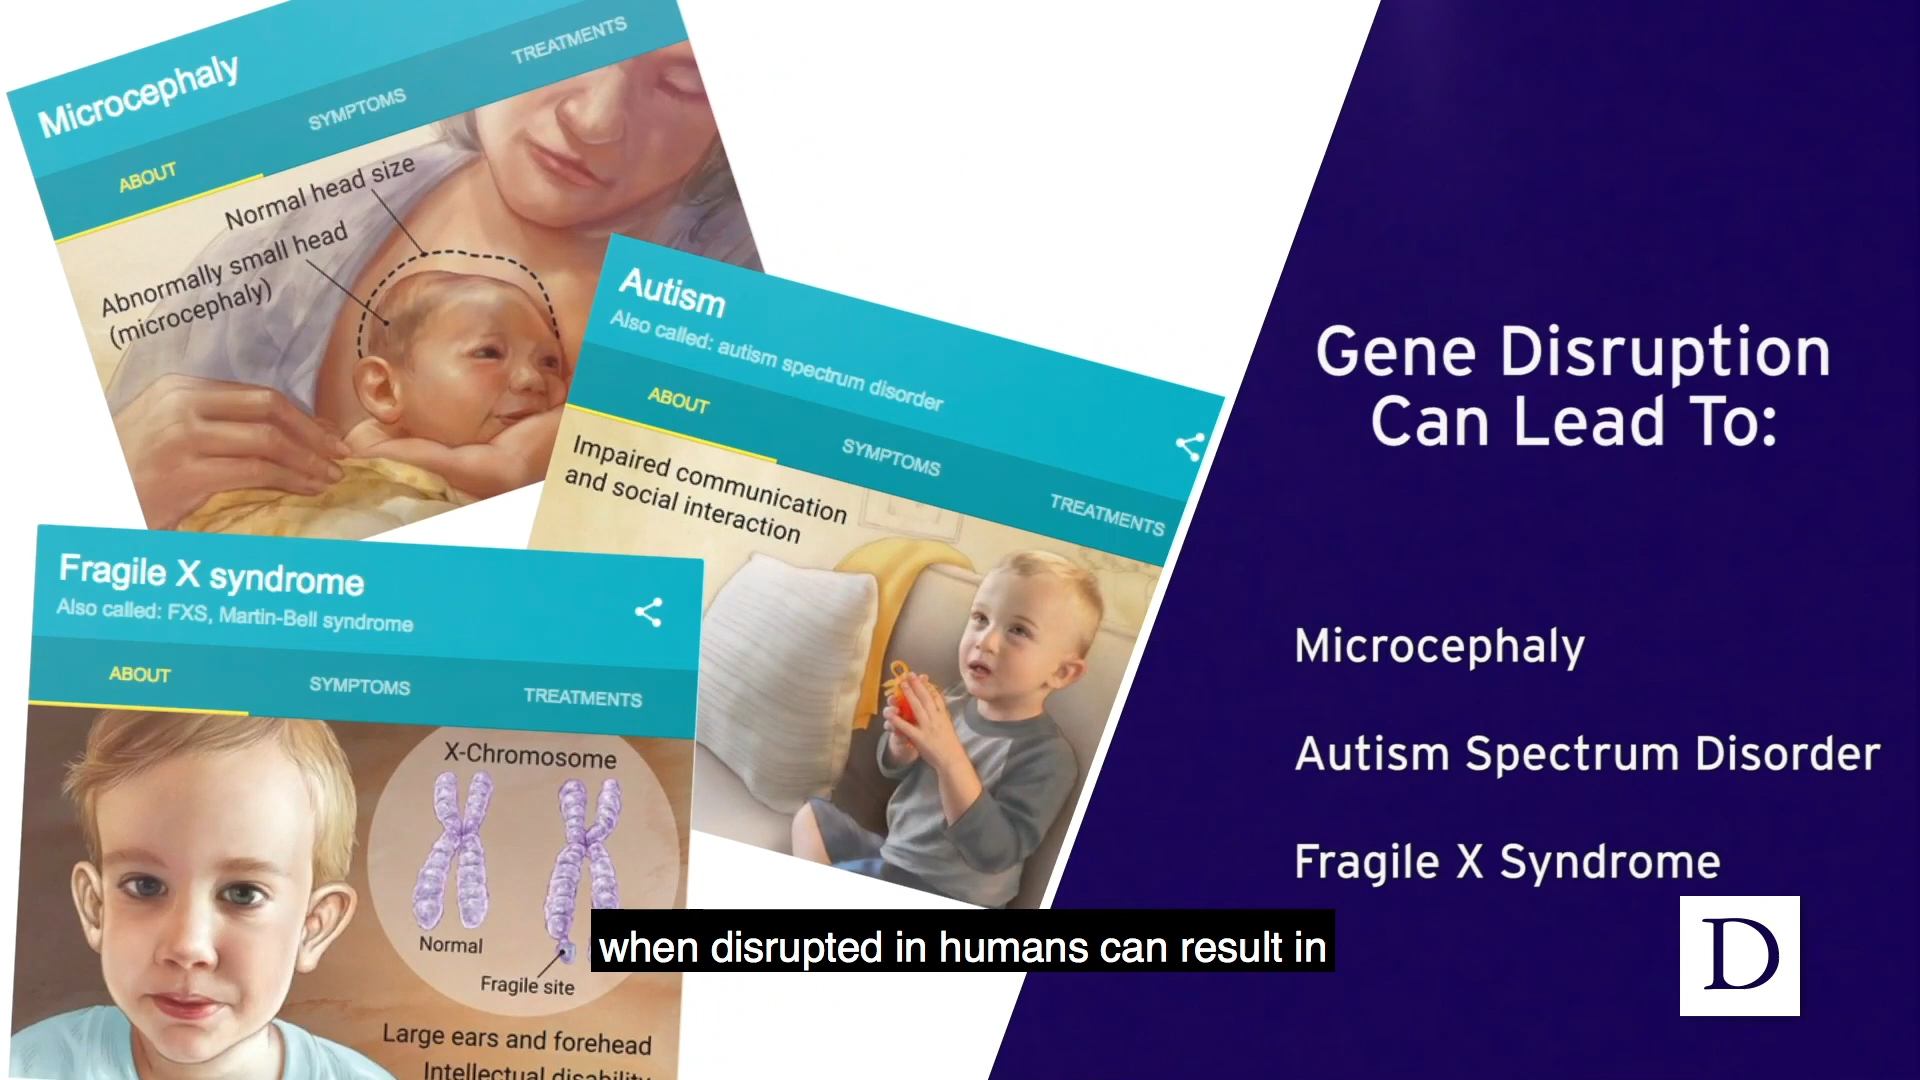 Microcephaly
ABOUT
SYMPTOMS
TREATMENTS
Normal head size
Abnormally small head
(microcephaly)
Autism
Also called: autism spectrum disorder
ABOUT
SYMPTOMS
TREATMENTS
Impaired communication
and social interaction
Fragile X syndrome
Also called: FXS, Martin-Bell syndrome
ABOUT
SYMPTOMS
TREATMENTS
X-Chromosome
Normal
Fragile site
Large ears and forehead
Intellectual disability
Gene Disruption
Can Lead To:
Microcephaly
Autism Spectrum Disorder
Fragile X Syndrome
when disrupted in humans can result in
D